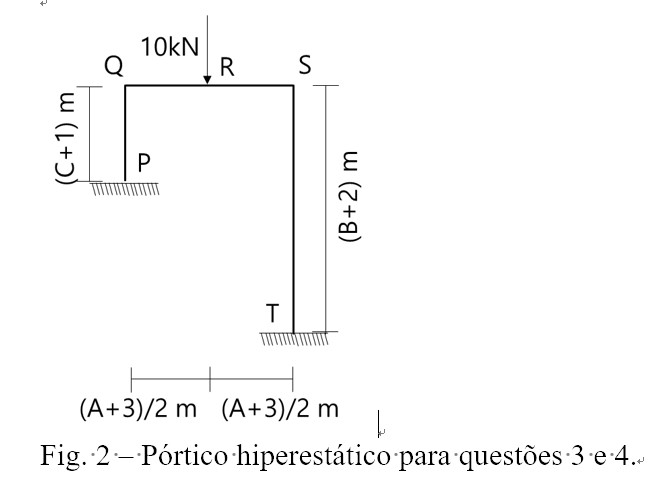 10kN
Q
R
S
(C+1) m
P
(B+2) m
T
(A+3)/2 m
(A+3)/2 m
Fig. 2 – Pórtico hiperestático para questões 3 e 4.